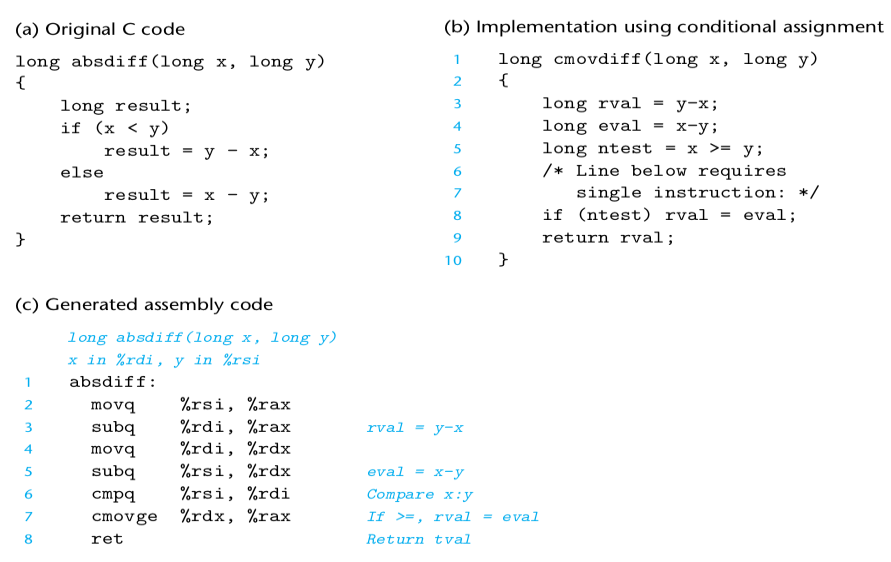 (a) Original C code
long absdiff(long x, long y)
{
    long result;
    if (x < y)
        result = y - x;
    else
        result = x - y;
    return result;
}
(b) Implementation using conditional assignment
1 long cmovdiff(long x, long y)
2 {
3     long rval = y-x;
4     long eval = x-y;
5     long ntest = x >= y;
6     /* Line below requires
7        single instruction: */
8     if (ntest) rval = eval;
9     return rval;
10 }
(c) Generated assembly code
long absdiff(long x, long y)
x in %rdi, y in %rsi
1 absdiff:
2   movq    %rsi, %rax
3   subq    %rdi, %rax    rval = y-x
4   movq    %rdi, %rdx
5   subq    %rsi, %rdx    eval = x-y
6   cmpq    %rsi, %rdi    Compare x:y
7   cmovge  %rdx, %rax    If >=, rval = eval
8   ret    Return tval